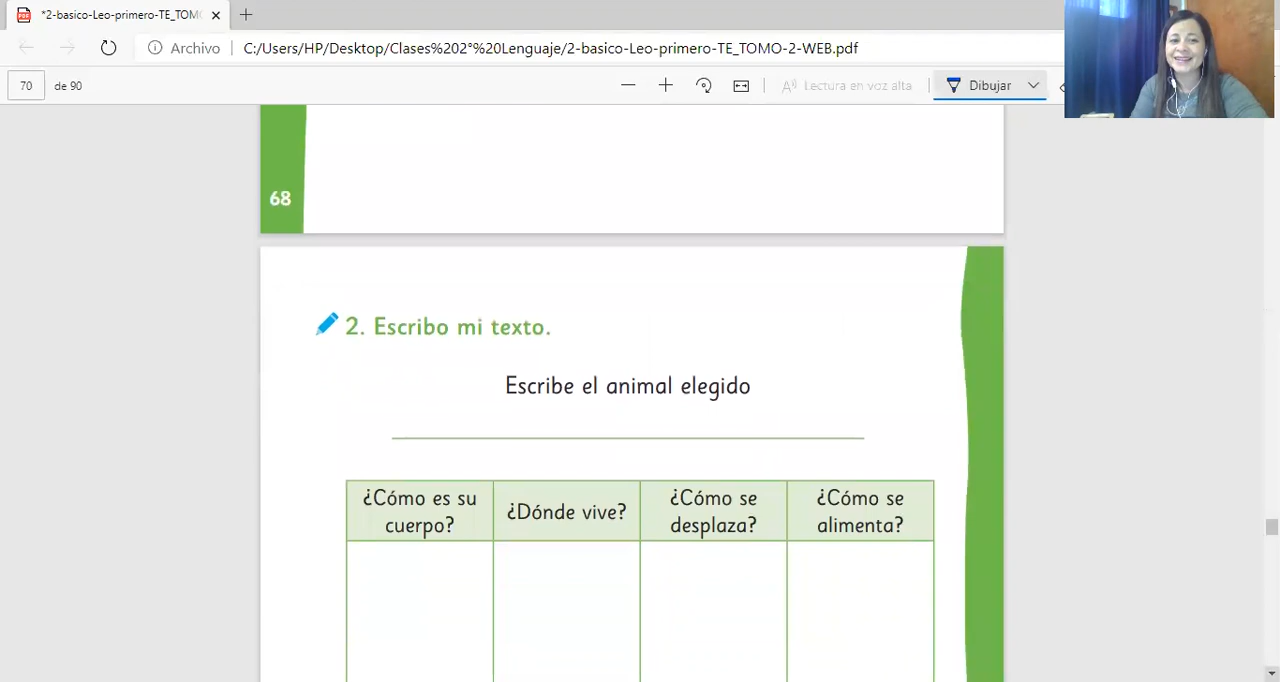 *2-basico-Leo-primero-TE_TOM
Archivo
C:/Users/HP/Desktop/Clases%202°%20Lenguaje/2-basico-Leo-primero-TE_TOMO-2-WEB.pdf
70 de 90
Lectura en voz alta
Dibujar
68
2. Escribo mi texto.
Escribe el animal elegido
¿Cómo es su cuerpo?
¿Dónde vive?
¿Cómo se desplaza?
¿Cómo se alimenta?